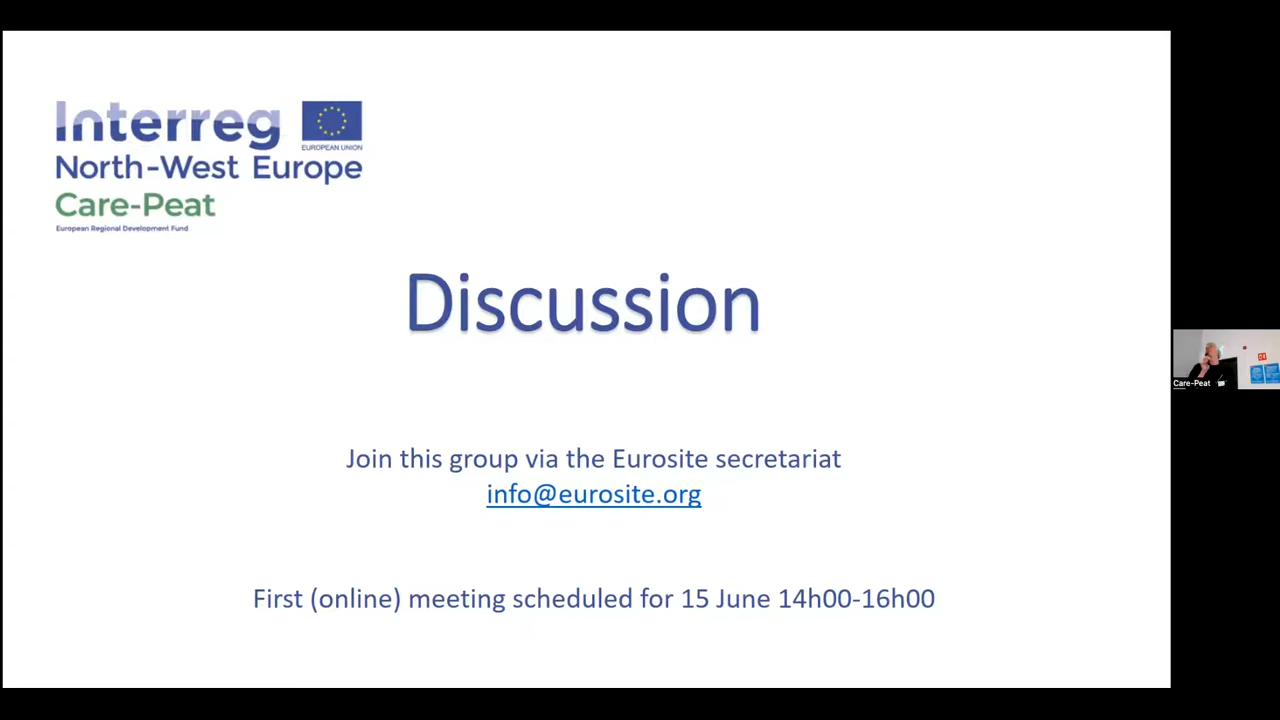 Interreg
EUROPEAN UNION
North-West Europe
Care-Peat
European Regional Development Fund
Discussion
Join this group via the Eurosite secretariat
info@eurosite.org
First (online) meeting scheduled for 15 June 14h00-16h00
Care-Peat